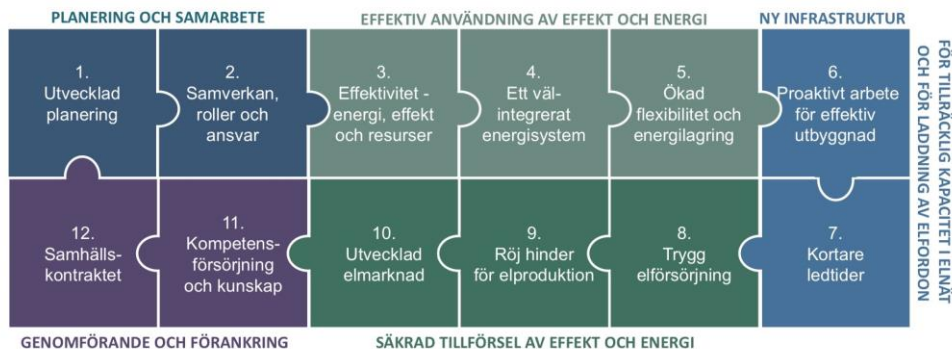 PLANERING OCH SAMARBETE
EFFEKTIV ANVÄNDNING AV EFFEKT OCH ENERGI
NY INFRASTRUKTUR
1.
Utvecklad
planering
2.
Samverkan,
roller och
ansvar
3.
Effektivitet -
energi, effekt
och resurser
4.
Ett väl-
integrerat
energisystem
5.
Ökad
flexibilitet och
energilagring
6.
Proaktivt arbete
för effektiv
utbyggnad
FÖR TILLRÄCKLIG KAPACITET I ELNÄT
OCH FÖR LADDNING AV ELFORDON
12.
Samhälls-
kontraktet
11.
Kompetens-
försörjning
och kunskap
10.
Utvecklad
elmarknad
9.
Röj hinder
för elproduktion
8.
Trygg
elförsörjning
7.
Kortare
ledtider
GENOMFÖRANDE OCH FÖRANKRING
SÄKRAD TILLFÖRSEL AV EFFEKT OCH ENERGI